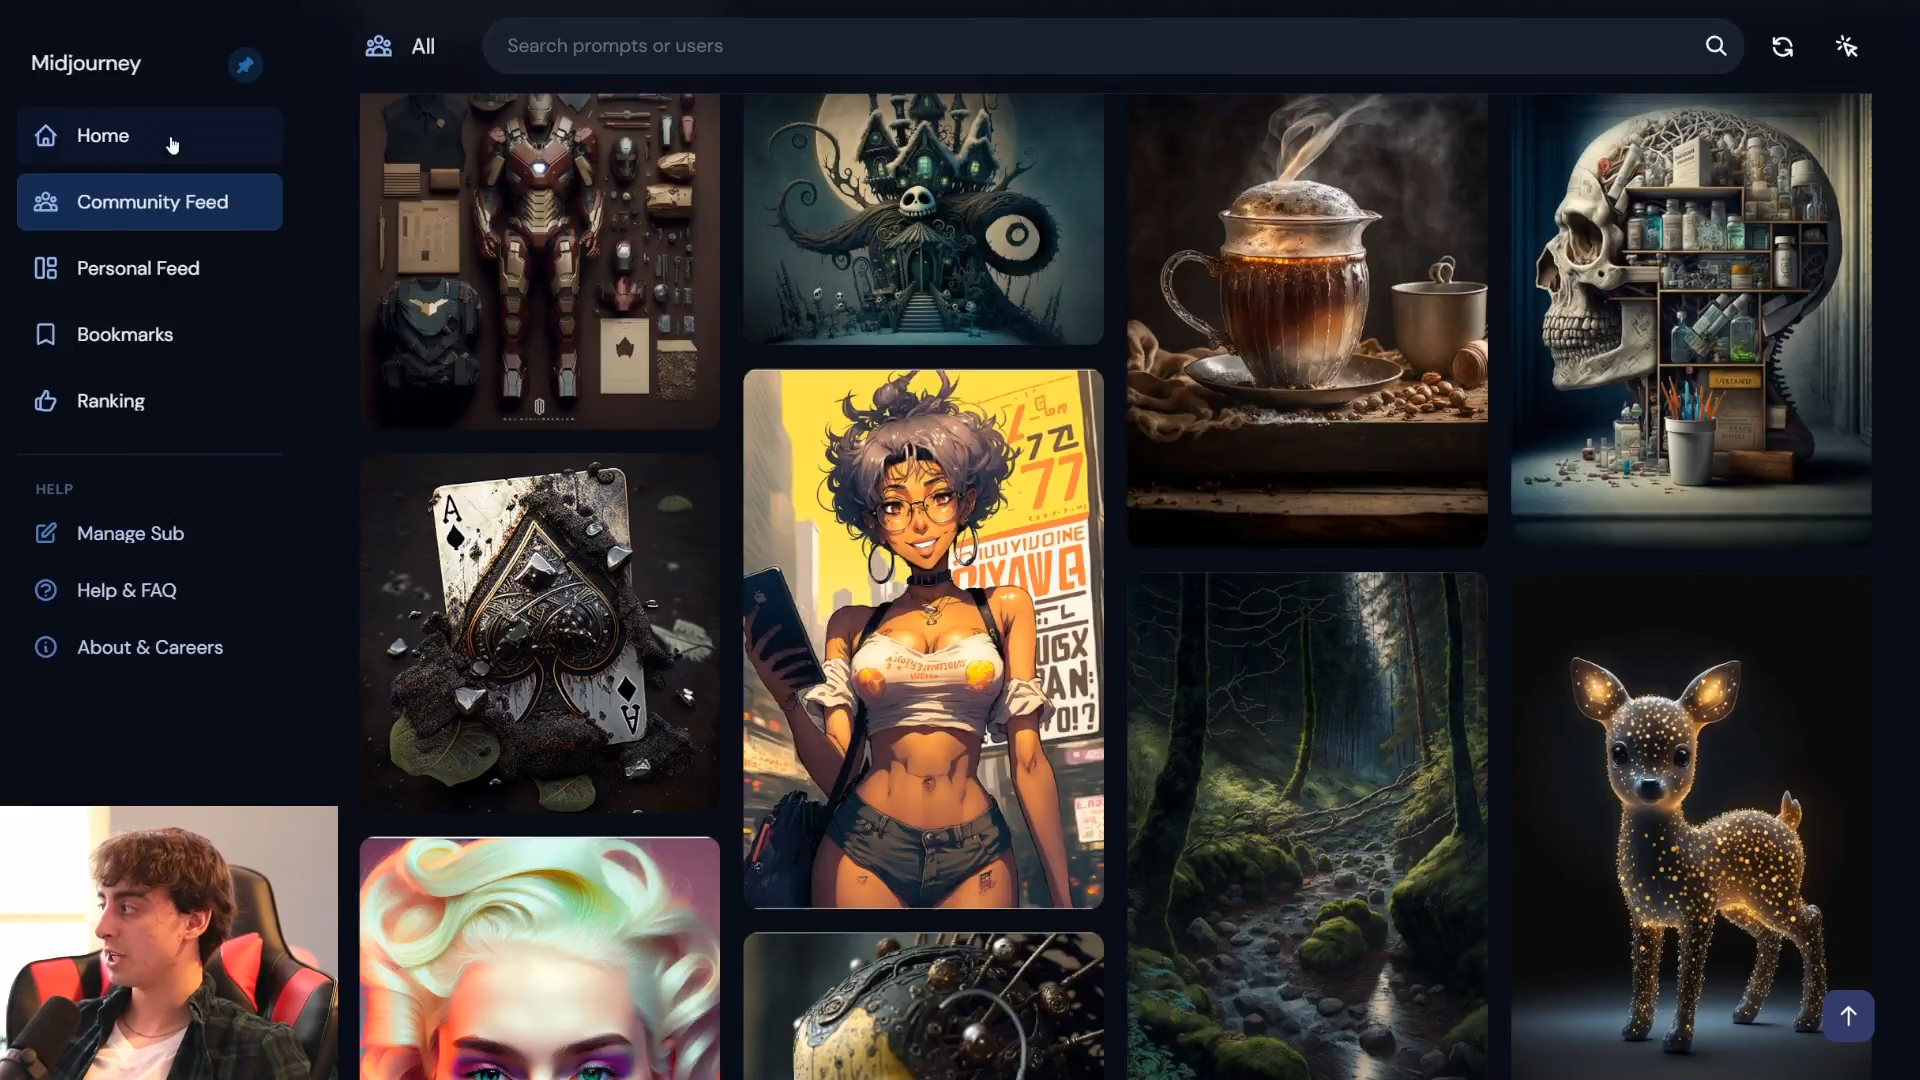 Midjourney
All
Search prompts or users
Home
Community Feed
Personal Feed
Bookmarks
Ranking
HELP
Manage Sub
Help & FAQ
About & Careers
A
A
77